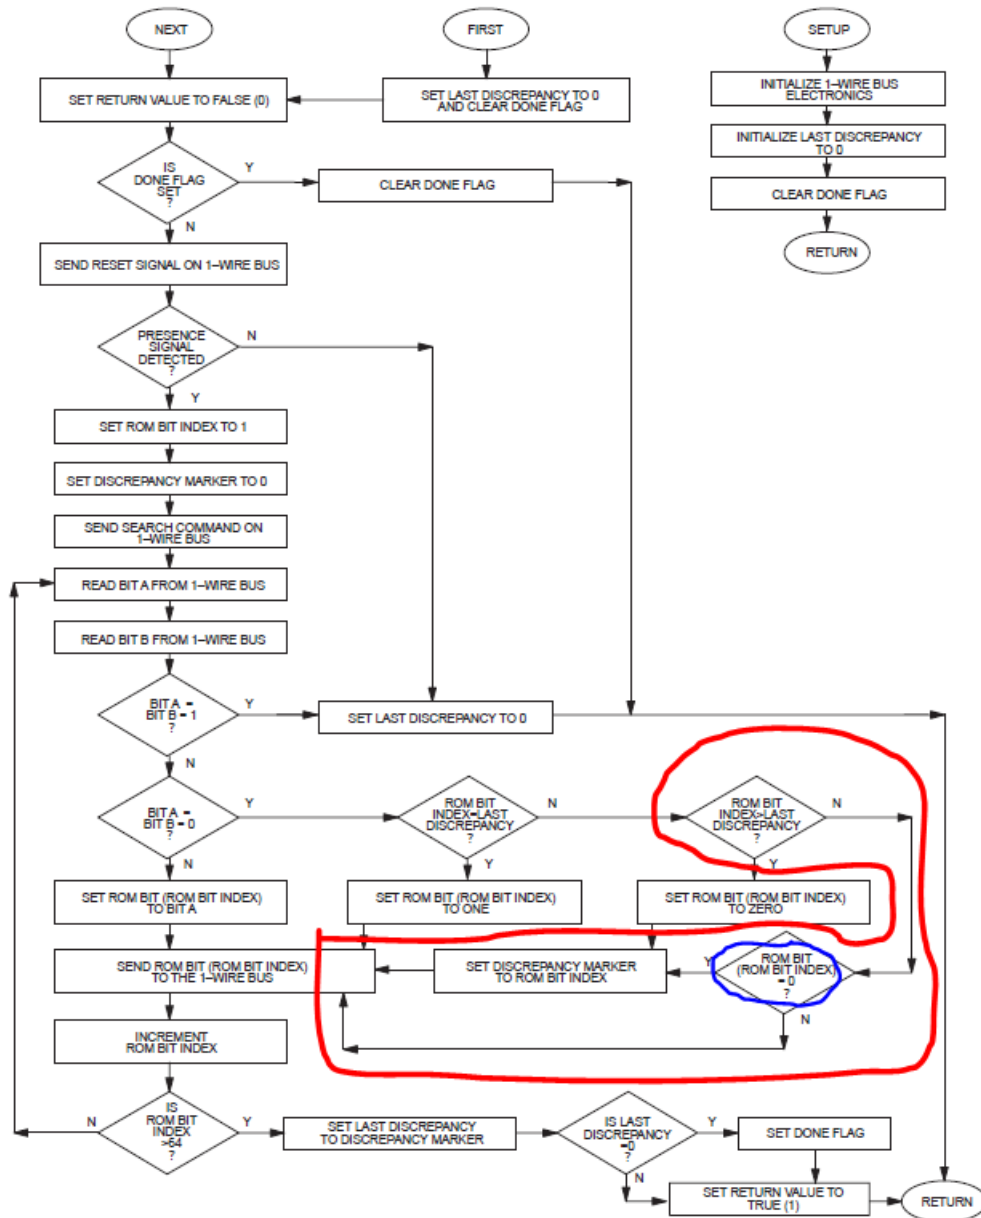 NEXT
FIRST
SETUP
SET RETURN VALUE TO FALSE (0)
SET LAST DISCREPANCY TO 0
AND CLEAR DONE FLAG
INITIALIZE 1–WIRE BUS
ELECTRONICS
INITIALIZE LAST DISCREPANCY
TO 0
IS
DONE FLAG
SET
?
Y
N
CLEAR DONE FLAG
CLEAR DONE FLAG
RETURN
SEND RESET SIGNAL ON 1–WIRE BUS
PRESENCE
SIGNAL
DETECTED
?
N
Y
SET ROM BIT INDEX TO 1
SET DISCREPANCY MARKER TO 0
SEND SEARCH COMMAND ON
1–WIRE BUS
READ BIT A FROM 1–WIRE BUS
READ BIT B FROM 1–WIRE BUS
BIT A =
BIT B = 1
?
Y
N
SET LAST DISCREPANCY TO 0
BIT A =
BIT B = 0
?
Y
N
ROM BIT
INDEX=LAST
DISCREPANCY
?
N
Y
ROM BIT
INDEX>LAST
DISCREPANCY
?
N
Y
SET ROM BIT (ROM BIT INDEX)
TO BIT A
SET ROM BIT (ROM BIT INDEX)
TO ONE
SET ROM BIT (ROM BIT INDEX)
TO ZERO
SEND ROM BIT (ROM BIT INDEX)
TO THE 1–WIRE BUS
SET DISCREPANCY MARKER
TO ROM BIT INDEX
Y
ROM BIT
(ROM BIT INDEX)
= 0
?
N
INCREMENT
ROM BIT INDEX
IS
ROM BIT
INDEX
>64
?
N
Y
SET LAST DISCREPANCY
TO DISCREPANCY MARKER
IS LAST
DISCREPANCY
=0
?
Y
N
SET DONE FLAG
SET RETURN VALUE TO
TRUE (1)
RETURN